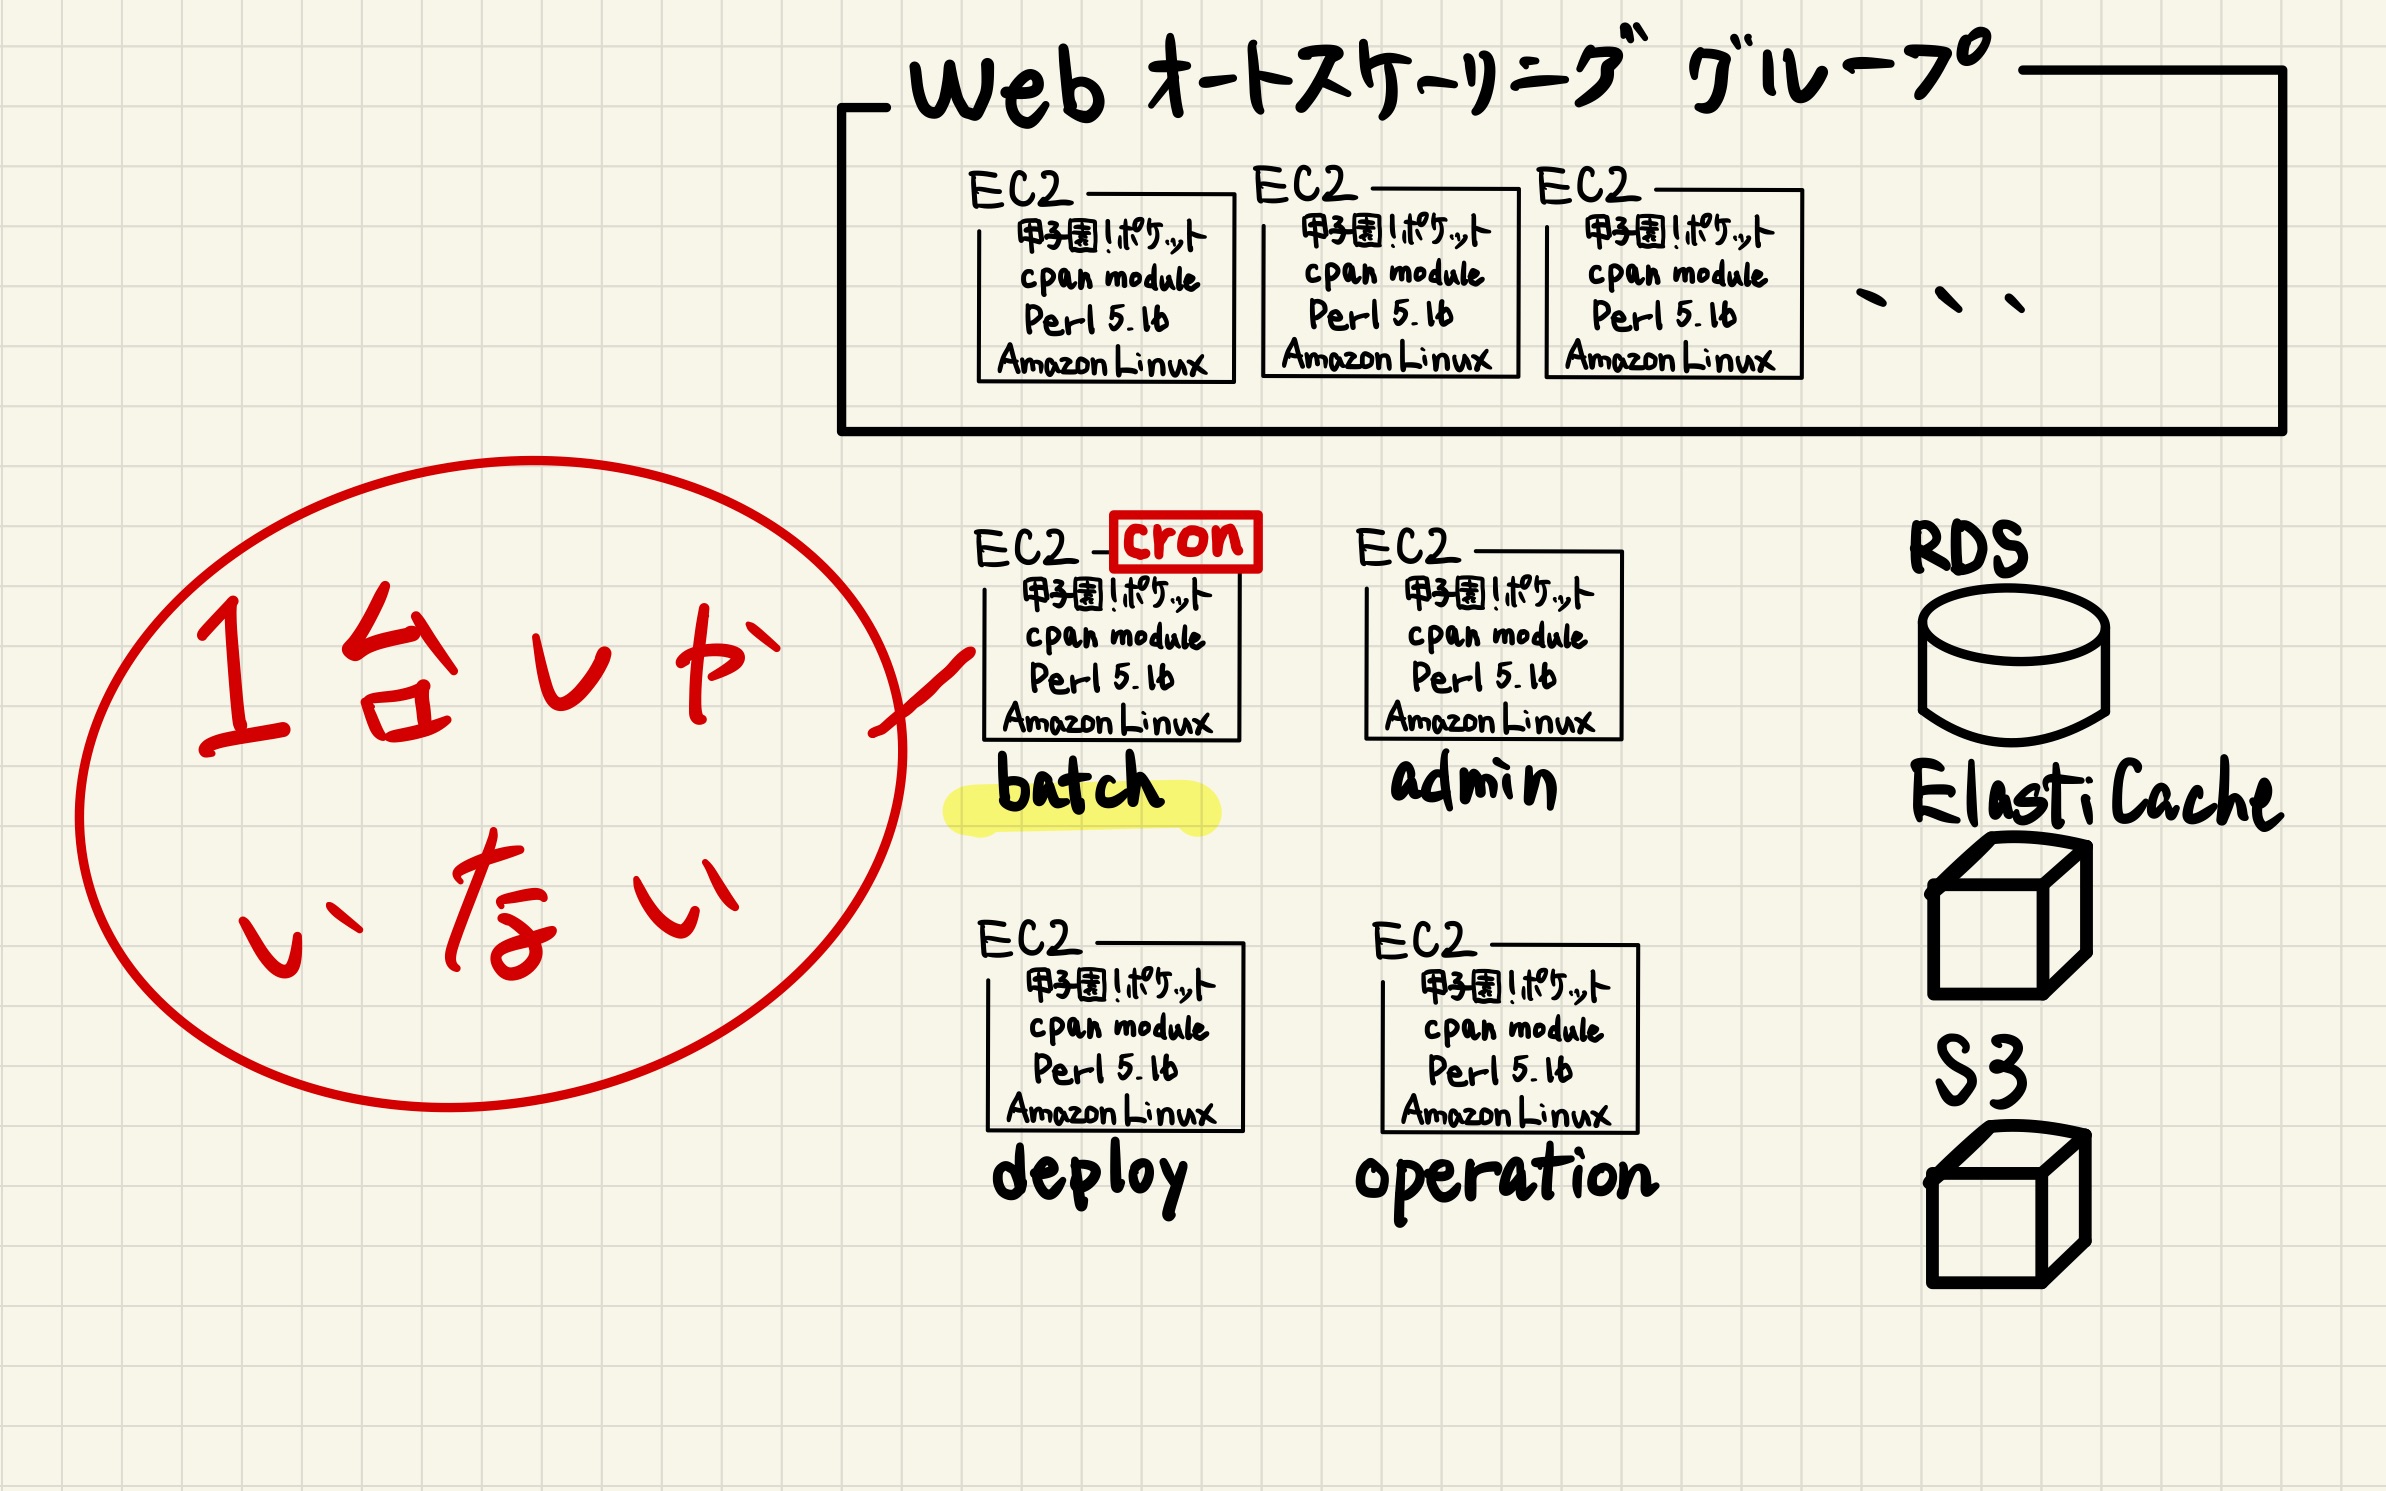 Web オートスケーリング グループ
EC2
甲子園!ポケット
cpan module
Perl 5.16
Amazon Linux
EC2
甲子園!ポケット
cpan module
Perl 5.16
Amazon Linux
EC2
甲子園!ポケット
cpan module
Perl 5.16
Amazon Linux
、、、
1台しか
いない
EC2
cron
甲子園!ポケット
cpan module
Perl 5.16
Amazon Linux
batch
EC2
甲子園!ポケット
cpan module
Perl 5.16
Amazon Linux
admin
EC2
甲子園!ポケット
cpan module
Perl 5.16
Amazon Linux
deploy
EC2
甲子園!ポケット
cpan module
Perl 5.16
Amazon Linux
operation
RDS
ElastiCache
S3